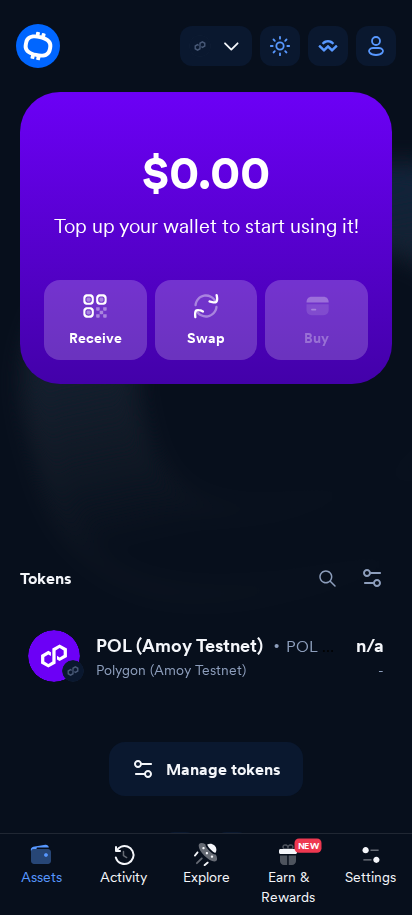 $0.00
Top up your wallet to start using it!
Receive Swap Buy
Tokens
POL (Amoy Testnet) • POL ... n/a
Polygon (Amoy Testnet) -
Manage tokens
NEW
Assets Activity Explore Earn & Rewards Settings